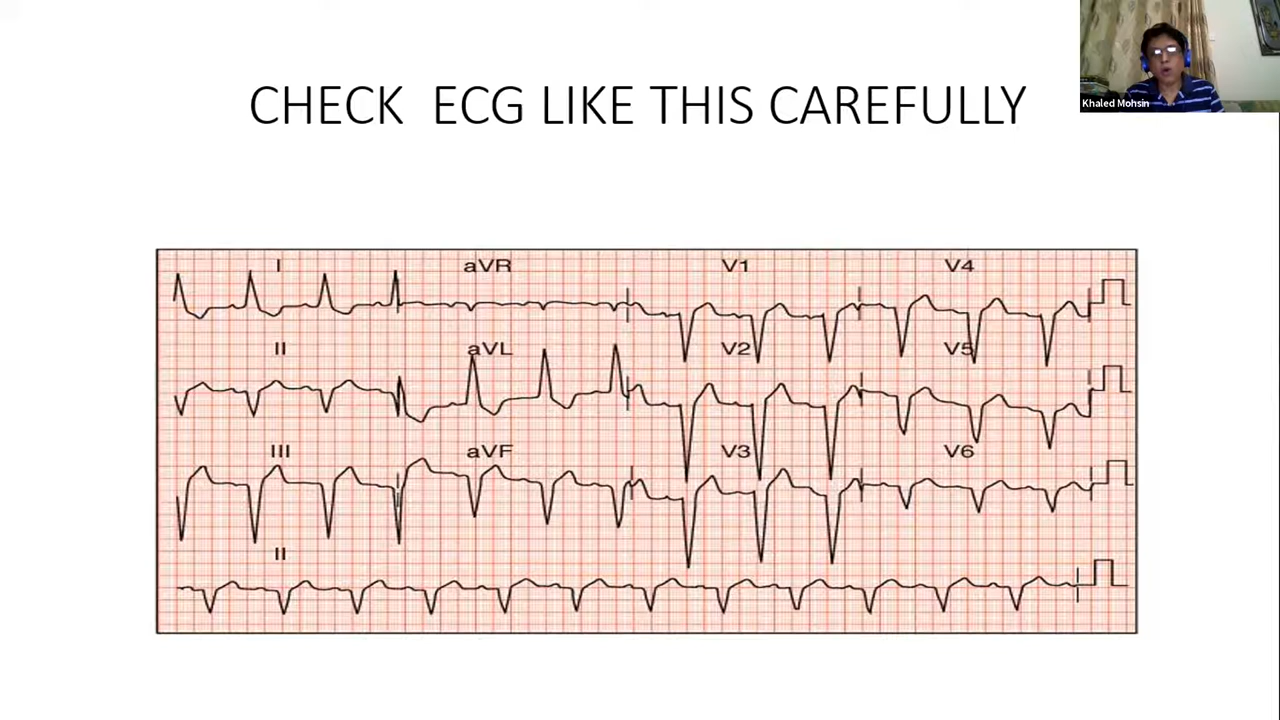 CHECK ECG LIKE THIS CAREFULLY
Khaled Mohsin
I aVR V1 V4
II aVL V2 V5
III aVF V3 V6
II